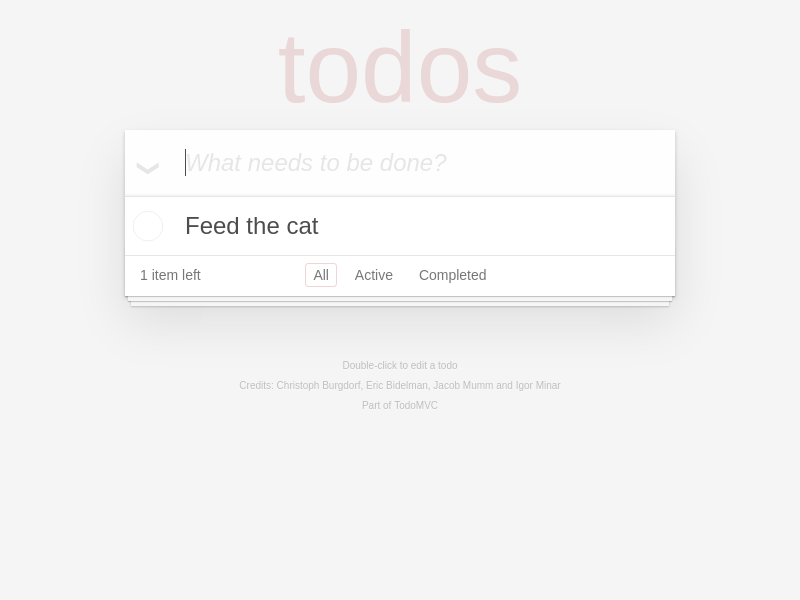 todos
What needs to be done?
Feed the cat
1 item left All Active Completed
Double-click to edit a todo
Credits: Christoph Burgdorf, Eric Bidelman, Jacob Mumm and Igor Minar
Part of TodoMVC